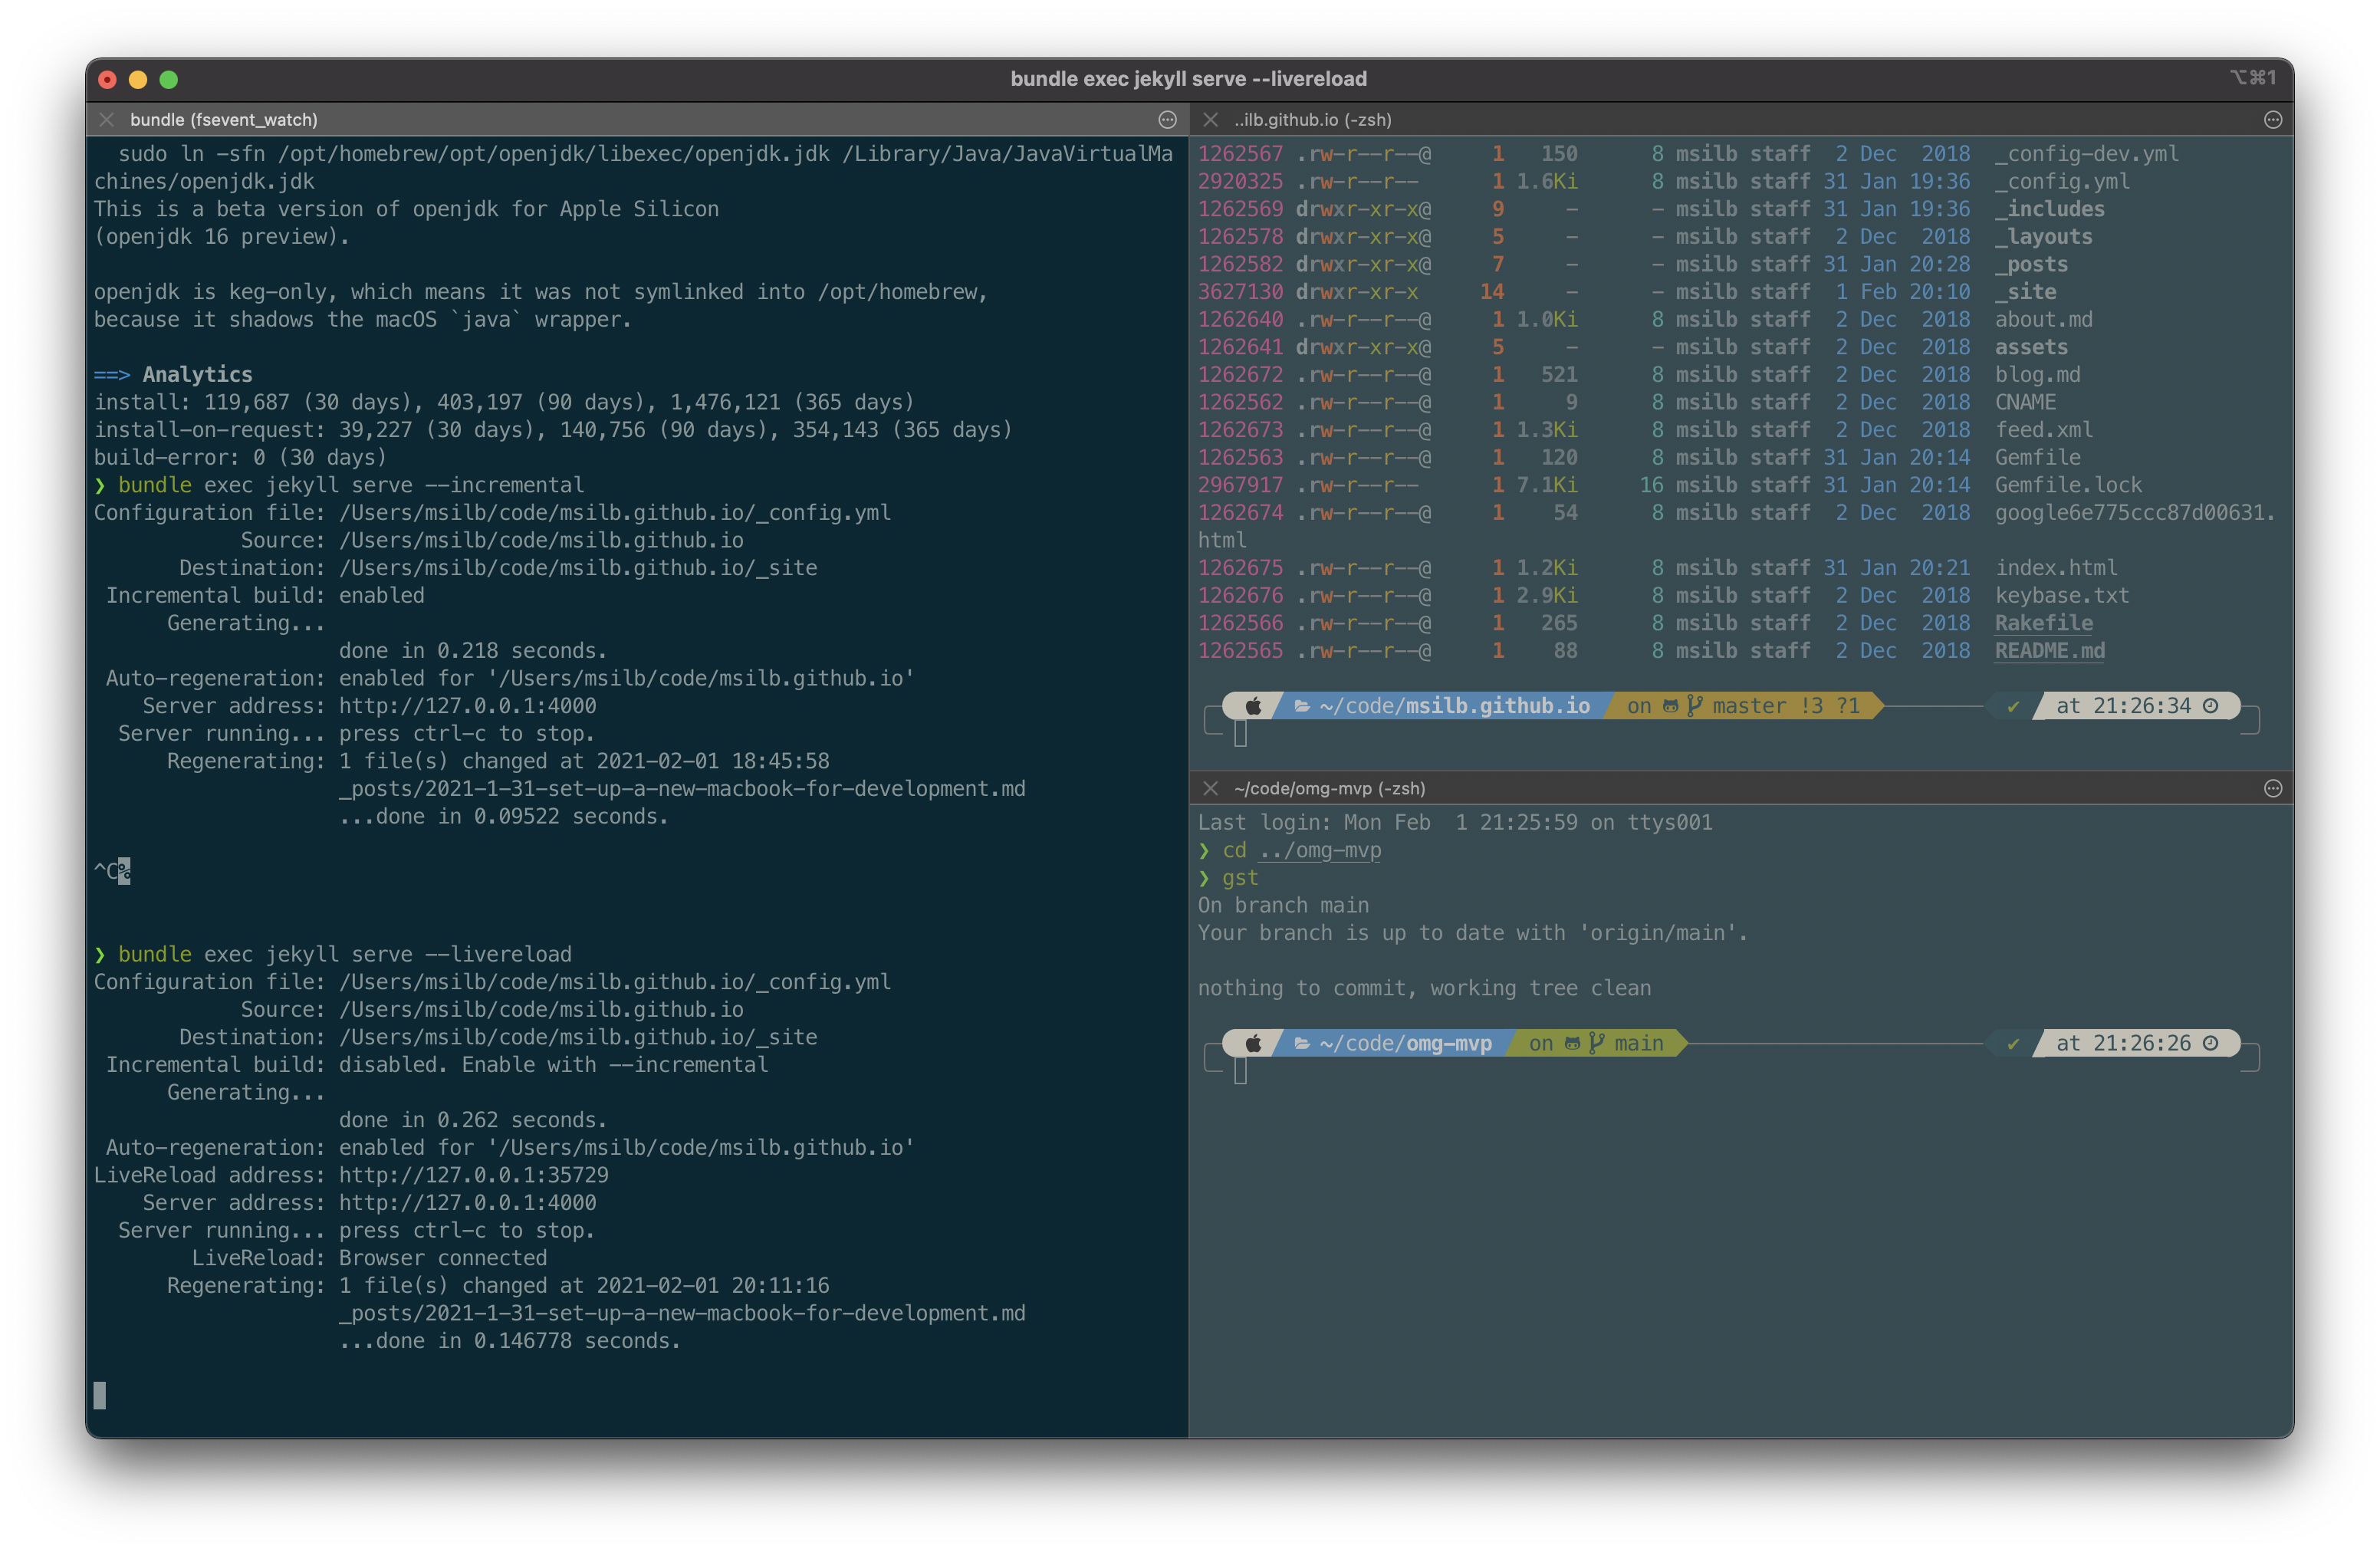 bundle exec jekyll serve --livereload
⌥⌘1
bundle (fsevent_watch)
  sudo ln -sfn /opt/homebrew/opt/openjdk/libexec/openjdk.jdk /Library/Java/JavaVirtualMa
chines/openjdk.jdk
This is a beta version of openjdk for Apple Silicon
(openjdk 16 preview).
openjdk is keg-only, which means it was not symlinked into /opt/homebrew,
because it shadows the macOS `java` wrapper.
==> Analytics
install: 119,687 (30 days), 403,197 (90 days), 1,476,121 (365 days)
install-on-request: 39,227 (30 days), 140,756 (90 days), 354,143 (365 days)
build-error: 0 (30 days)
❯ bundle exec jekyll serve --incremental
Configuration file: /Users/msilb/code/msilb.github.io/_config.yml
            Source: /Users/msilb/code/msilb.github.io
       Destination: /Users/msilb/code/msilb.github.io/_site
 Incremental build: enabled
      Generating...
                    done in 0.218 seconds.
 Auto-regeneration: enabled for '/Users/msilb/code/msilb.github.io'
    Server address: http://127.0.0.1:4000
  Server running... press ctrl-c to stop.
      Regenerating: 1 file(s) changed at 2021-02-01 18:45:58
                    _posts/2021-1-31-set-up-a-new-macbook-for-development.md
                    ...done in 0.09522 seconds.
^C%
❯ bundle exec jekyll serve --livereload
Configuration file: /Users/msilb/code/msilb.github.io/_config.yml
            Source: /Users/msilb/code/msilb.github.io
       Destination: /Users/msilb/code/msilb.github.io/_site
 Incremental build: disabled. Enable with --incremental
      Generating...
                    done in 0.262 seconds.
 Auto-regeneration: enabled for '/Users/msilb/code/msilb.github.io'
LiveReload address: http://127.0.0.1:35729
    Server address: http://127.0.0.1:4000
  Server running... press ctrl-c to stop.
        LiveReload: Browser connected
      Regenerating: 1 file(s) changed at 2021-02-01 20:11:16
                    _posts/2021-1-31-set-up-a-new-macbook-for-development.md
                    ...done in 0.146778 seconds.
..ilb.github.io (-zsh)
1262567 .rw-r--r--@ 1 150 8 msilb staff 2 Dec 2018 _config-dev.yml
2920325 .rw-r--r-- 1 1.6Ki 8 msilb staff 31 Jan 19:36 _config.yml
1262569 drwxr-xr-x@ 9 - - msilb staff 31 Jan 19:36 _includes
1262578 drwxr-xr-x@ 5 - - msilb staff 2 Dec 2018 _layouts
1262582 drwxr-xr-x@ 7 - - msilb staff 31 Jan 20:28 _posts
3627130 drwxr-xr-x 14 - - msilb staff 1 Feb 20:10 _site
1262640 .rw-r--r--@ 1 1.0Ki 8 msilb staff 2 Dec 2018 about.md
1262641 drwxr-xr-x@ 5 - - msilb staff 2 Dec 2018 assets
1262672 .rw-r--r--@ 1 521 8 msilb staff 2 Dec 2018 blog.md
1262562 .rw-r--r--@ 1 9 8 msilb staff 2 Dec 2018 CNAME
1262673 .rw-r--r--@ 1 1.3Ki 8 msilb staff 2 Dec 2018 feed.xml
1262563 .rw-r--r--@ 1 120 8 msilb staff 31 Jan 20:14 Gemfile
2967917 .rw-r--r-- 1 7.1Ki 16 msilb staff 31 Jan 20:14 Gemfile.lock
1262674 .rw-r--r--@ 1 54 8 msilb staff 2 Dec 2018 google6e775ccc87d00631.
html
1262675 .rw-r--r--@ 1 1.2Ki 8 msilb staff 31 Jan 20:21 index.html
1262676 .rw-r--r--@ 1 2.9Ki 8 msilb staff 2 Dec 2018 keybase.txt
1262566 .rw-r--r--@ 1 265 8 msilb staff 2 Dec 2018 Rakefile
1262565 .rw-r--r--@ 1 88 8 msilb staff 2 Dec 2018 README.md
~/code/msilb.github.io on master !3 ?1 ✔ at 21:26:34
~/code/omg-mvp (-zsh)
Last login: Mon Feb  1 21:25:59 on ttys001
❯ cd ../omg-mvp
❯ gst
On branch main
Your branch is up to date with 'origin/main'.
nothing to commit, working tree clean
~/code/omg-mvp on main ✔ at 21:26:26